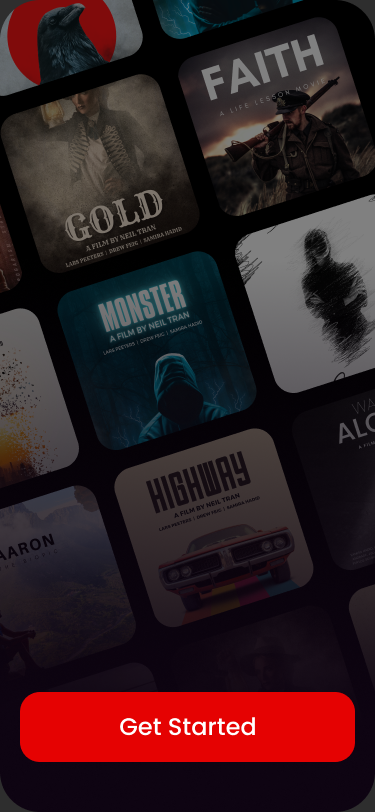 FAITH
A LIFE LESSON MOVIE
GOLD
A FILM BY NEIL TRAN
LARS PEETERS | DREW FEIG | SAMIRA HADID
MONSTER
A FILM BY NEIL TRAN
LARS PEETERS | DREW FEIG | SAMIRA HADID
HIGHWAY
A FILM BY NEIL TRAN
LARS PEETERS | DREW FEIG | SAMIRA HADID
AARON
Get Started